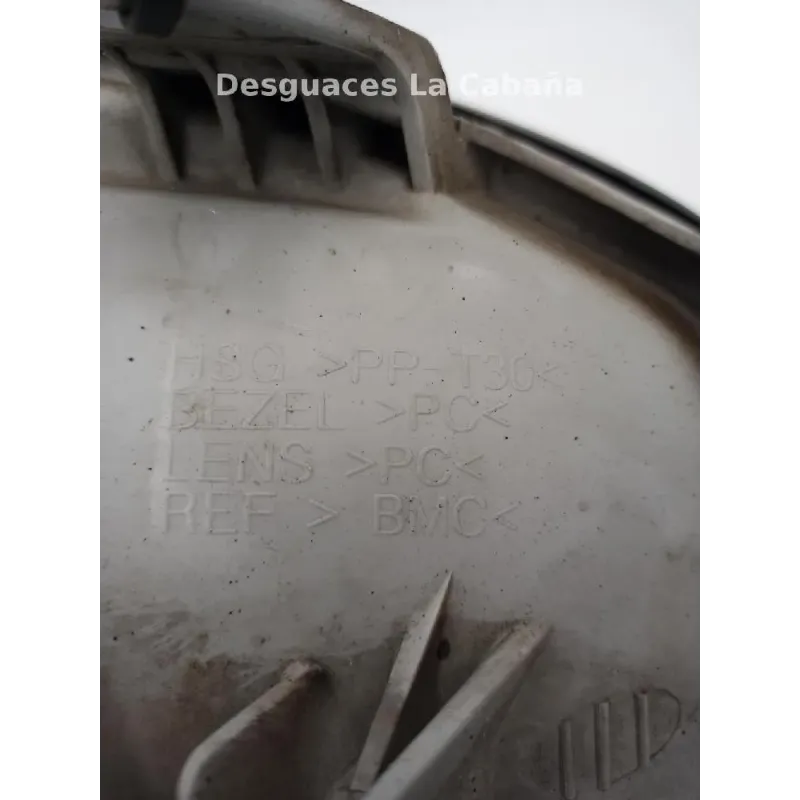 Desguaces La Cabaña
HSG >PP-T30<
BEZEL >PC<
LENS >PC<
REF > BMC<